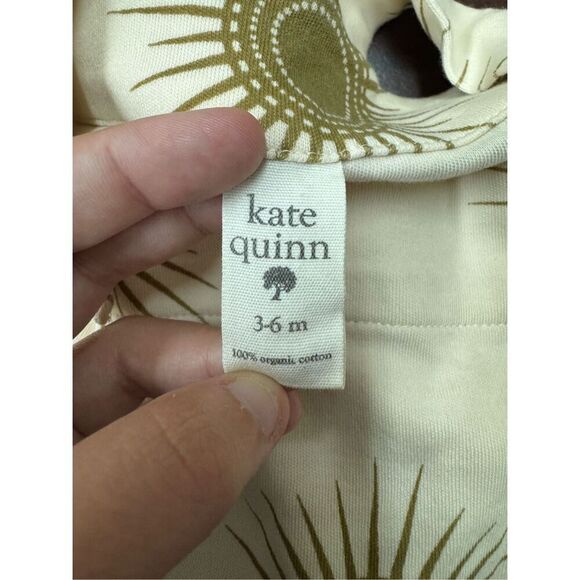 kate
quinn
3-6 m
100% organic cotton